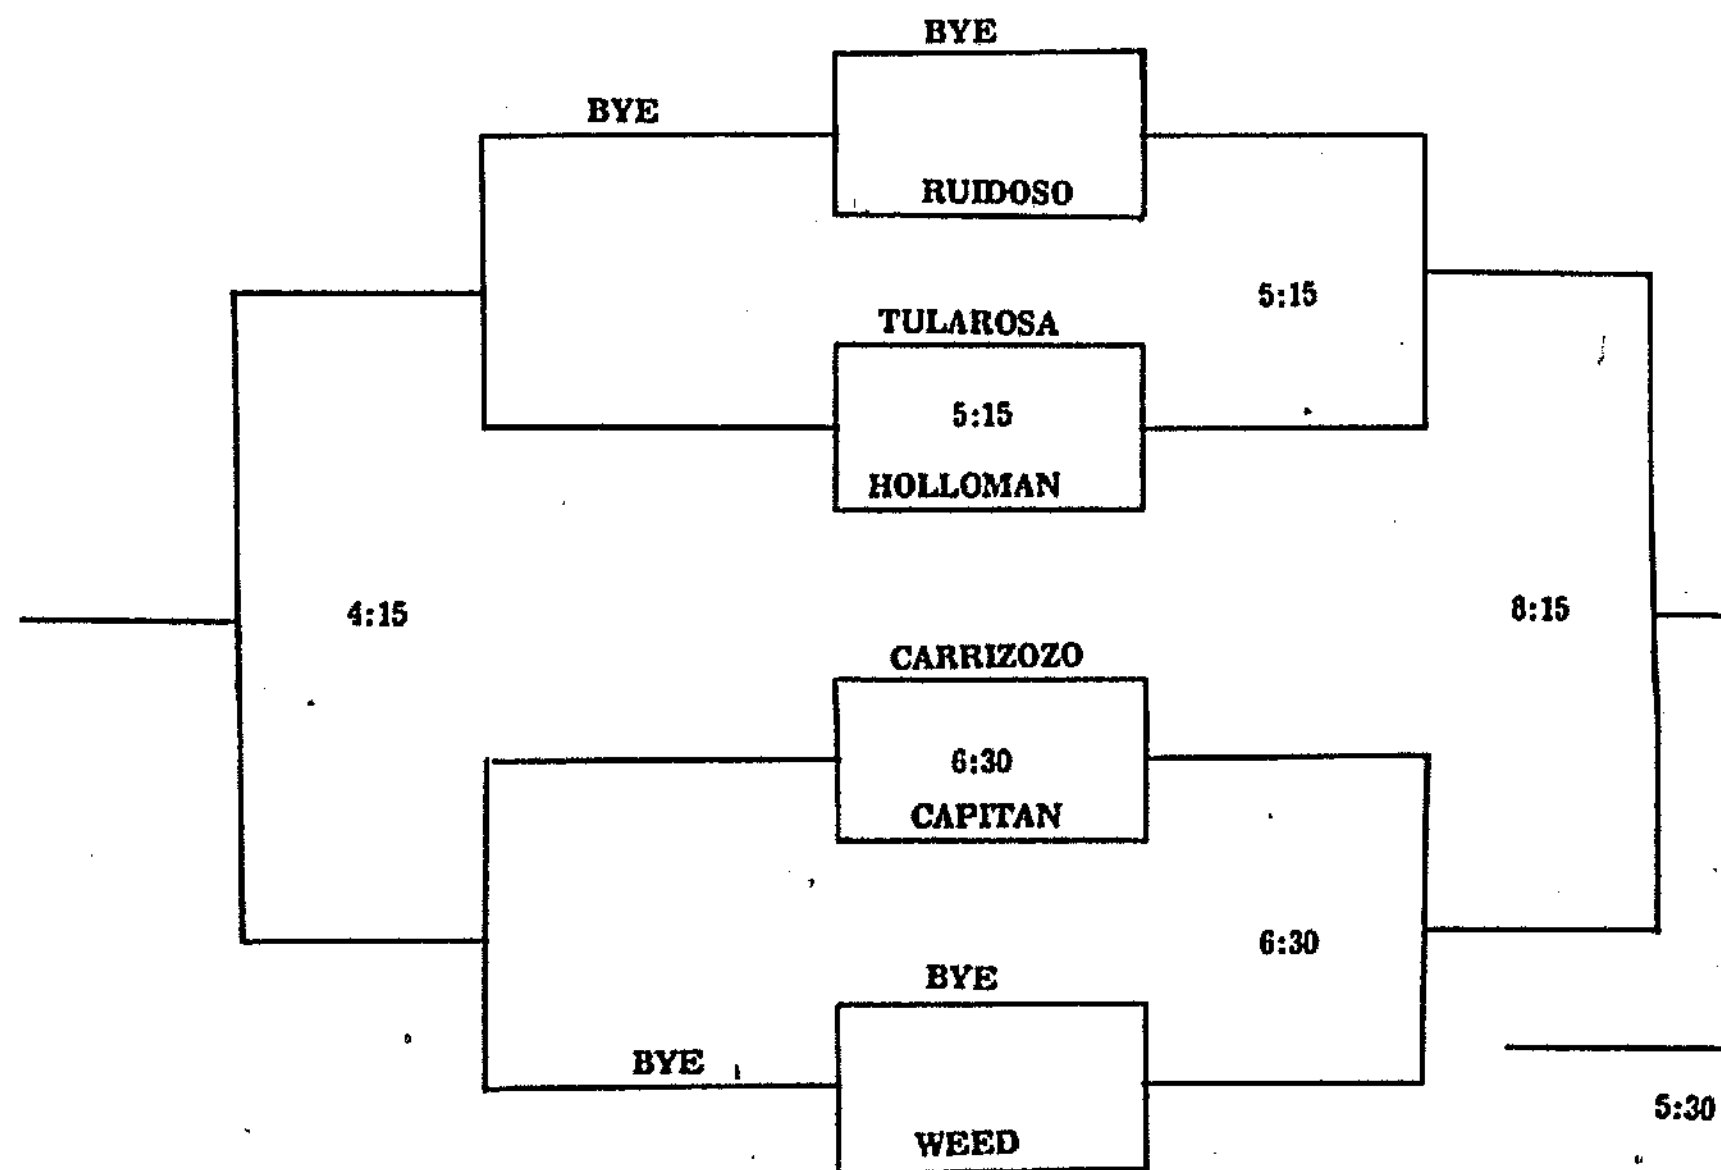 BYE
BYE
RUIDOSO
5:15
TULAROSA
5:15
HOLLOMAN
4:15
8:15
CARRIZOZO
6:30
CAPITAN
6:30
BYE
BYE
5:30
WEED